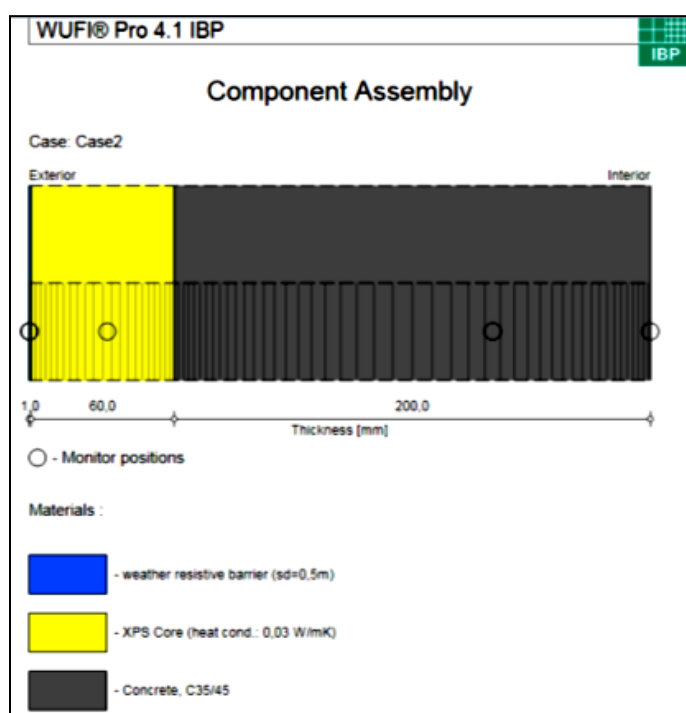 WUFI® Pro 4.1 IBP
IBP
Component Assembly
Case: Case2
Exterior Interior
1,0 60,0 200,0
Thickness [mm]
- Monitor positions
Materials :
- weather resistive barrier (sd=0,5m)
- XPS Core (heat cond.: 0,03 W/mK)
- Concrete, C35/45